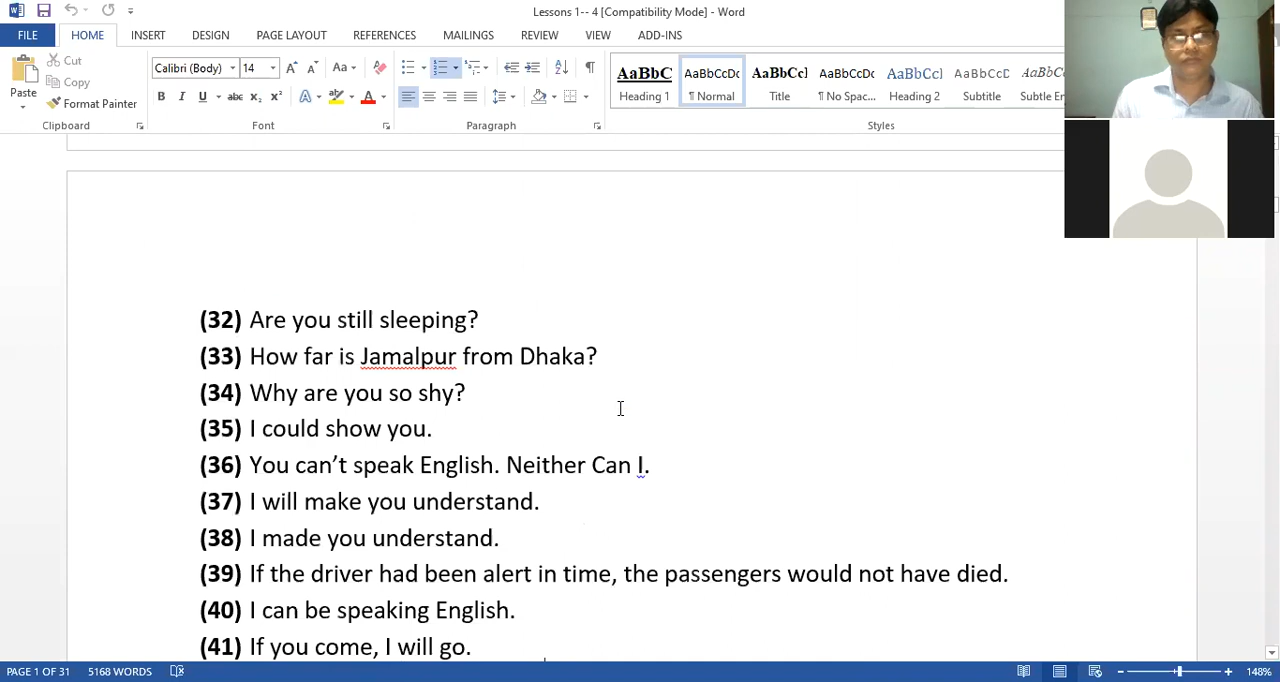 Lessons 1-- 4 [Compatibility Mode] - Word
FILE HOME INSERT DESIGN PAGE LAYOUT REFERENCES MAILINGS REVIEW VIEW ADD-INS
Cut
Copy
Format Painter
Paste
Clipboard
Calibri (Body) 14
Font
Paragraph
AaBbC AaBbCcDc AaBbCc] AaBbCcDc AaBbCc] AaBbCcD AaBbCcD
Heading 1 ¶ Normal Title ¶ No Spac... Heading 2 Subtitle Subtle Em
Styles
(32) Are you still sleeping?
(33) How far is Jamalpur from Dhaka?
(34) Why are you so shy?
(35) I could show you.
(36) You can’t speak English. Neither Can I.
(37) I will make you understand.
(38) I made you understand.
(39) If the driver had been alert in time, the passengers would not have died.
(40) I can be speaking English.
(41) If you come, I will go.
PAGE 1 OF 31 5168 WORDS 148%